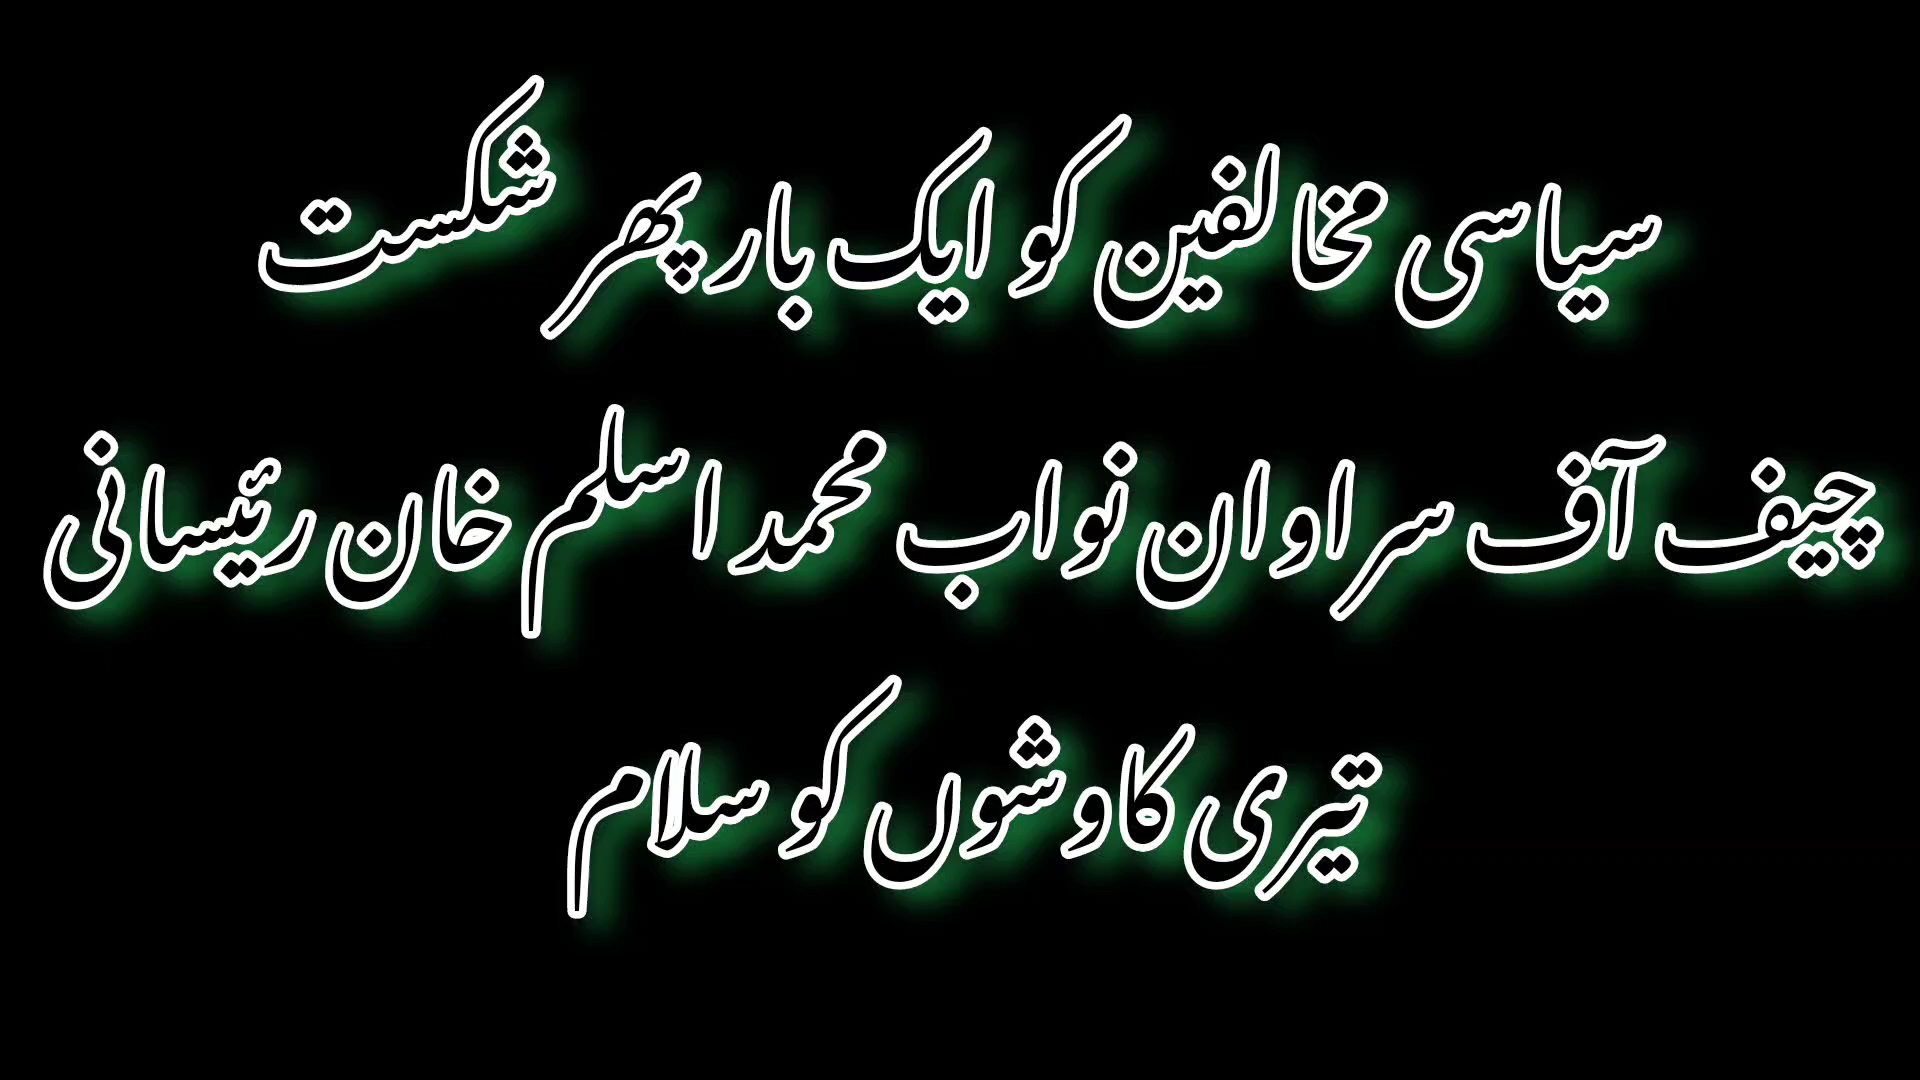 سیاسی مخالفین کو ایک بار پھر شکست
چیف آف سراوان نواب محمد اسلم خان رئیسانی
تیری کاوشوں کو سلام